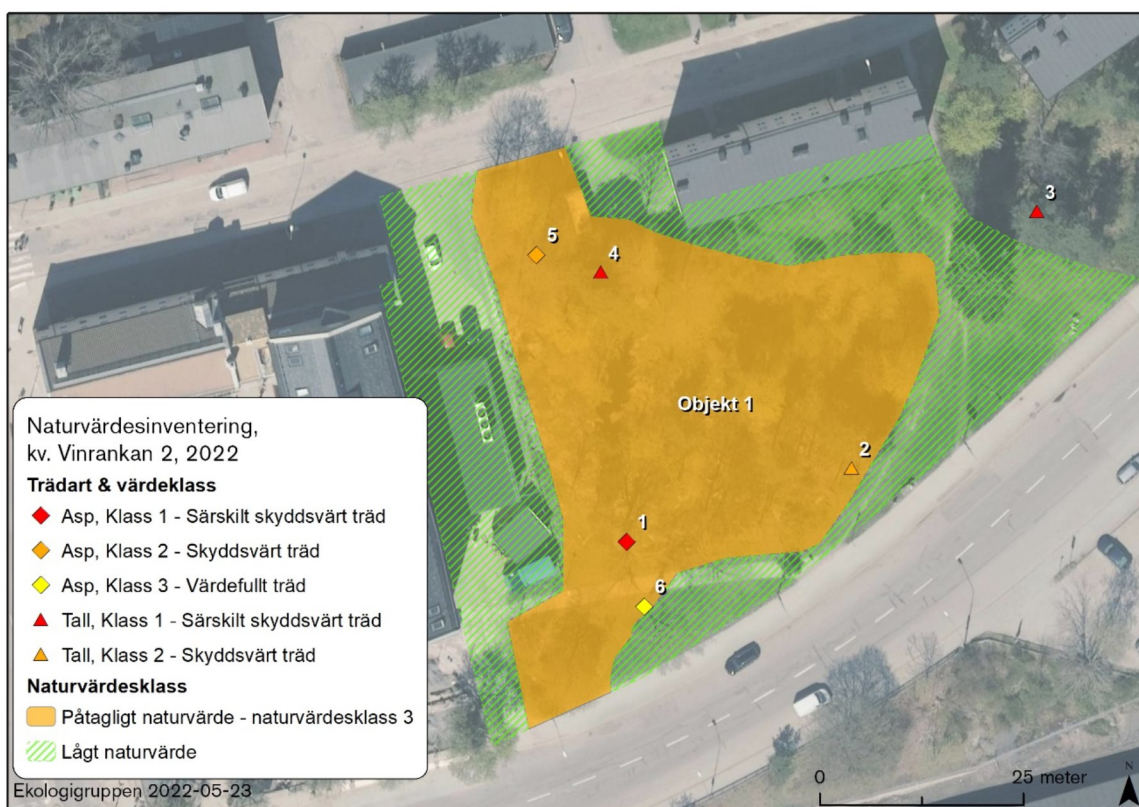 3
5
4
Objekt 1
2
1
6
Naturvärdesinventering,
kv. Vinrankan 2, 2022
Trädart & värdeklass
Asp, Klass 1 - Särskilt skyddsvärt träd
Asp, Klass 2 - Skyddsvärt träd
Asp, Klass 3 - Värdefullt träd
Tall, Klass 1 - Särskilt skyddsvärt träd
Tall, Klass 2 - Skyddsvärt träd
Naturvärdesklass
Påtagligt naturvärde - naturvärdesklass 3
Lågt naturvärde
Ekologigruppen 2022-05-23
0 25 meter
N